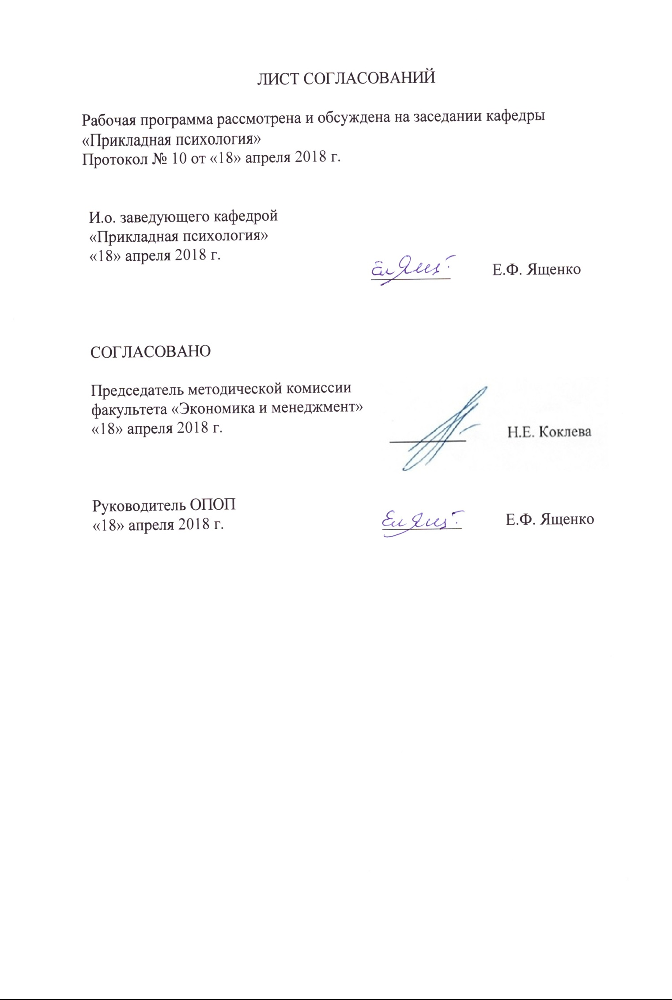 ЛИСТ СОГЛАСОВАНИЙ
Рабочая программа рассмотрена и обсуждена на заседании кафедры
«Прикладная психология»
Протокол № 10 от «18» апреля 2018 г.
И.о. заведующего кафедрой
«Прикладная психология»
«18» апреля 2018 г.
Е.Ф. Ященко
СОГЛАСОВАНО
Председатель методической комиссии
факультета «Экономика и менеджмент»
«18» апреля 2018 г.
Н.Е. Коклева
Руководитель ОПОП
«18» апреля 2018 г.
Е.Ф. Ященко